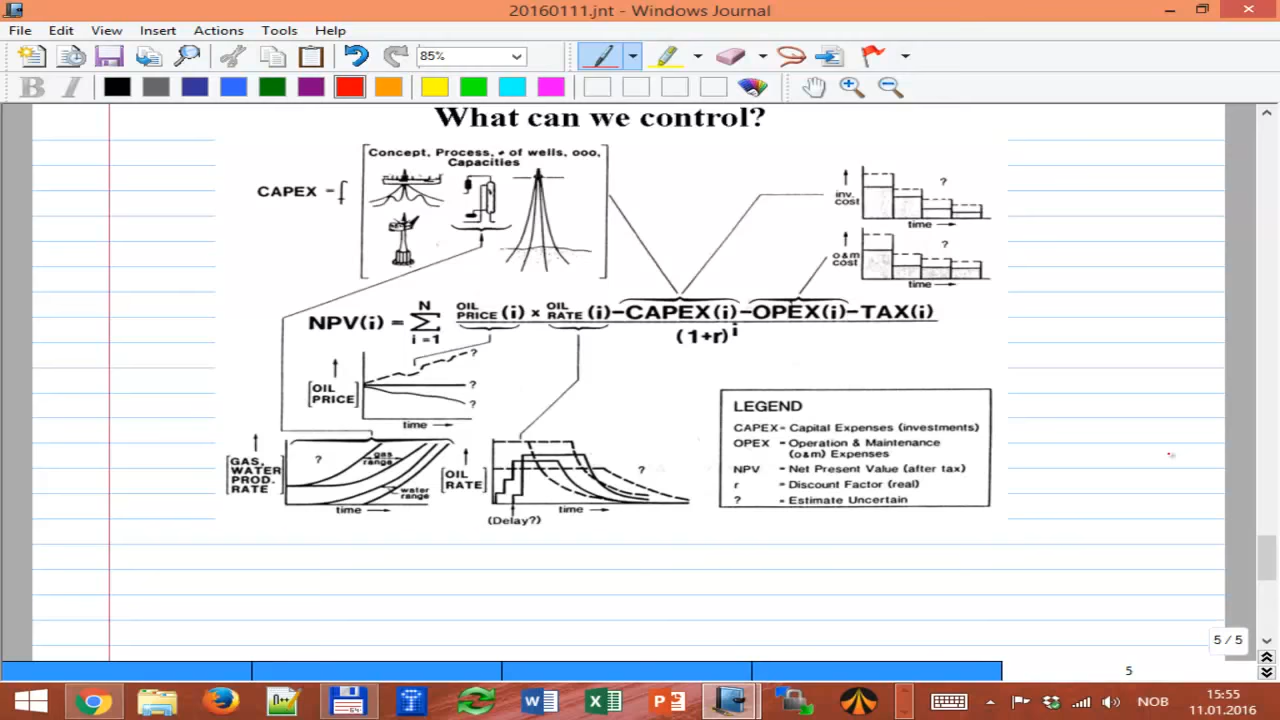 20160111.jnt - Windows Journal
File Edit View Insert Actions Tools Help
85%
B I
What can we control?
Concept, Process, # of wells, ooo,
Capacities
CAPEX = f
?
inv.
cost
time
?
o&m
cost
time
NPV(i) = N ∑ i=1 OIL PRICE (i) × OIL RATE (i) - CAPEX(i) - OPEX(i) - TAX(i)
(1+r)^i
?
?
?
OIL
PRICE
time
GAS,
WATER
PROD.
RATE
?
gas
range
water
range
time
OIL
RATE
?
(Delay?)
time
LEGEND
CAPEX = Capital Expenses (investments)
OPEX = Operation & Maintenance
(o&m) Expenses
NPV = Net Present Value (after tax)
r = Discount Factor (real)
? = Estimate Uncertain
5 / 5
5
NOB
15:55
11.01.2016